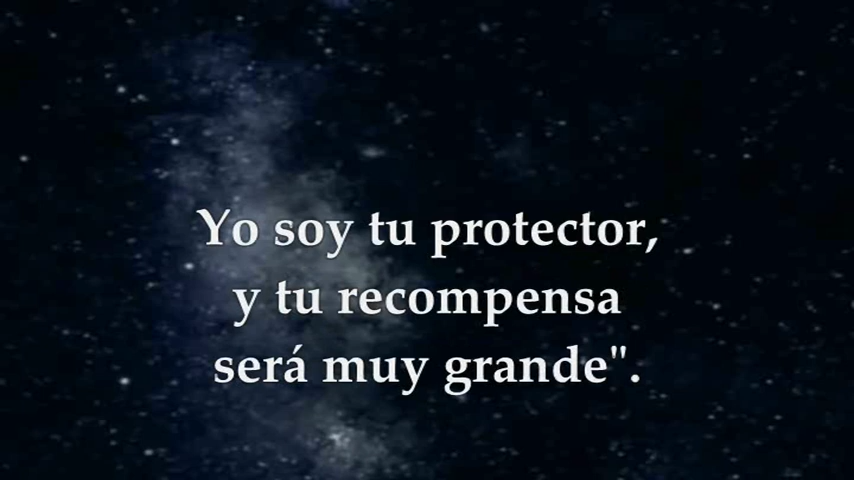 Yo soy tu protector,
y tu recompensa
será muy grande".